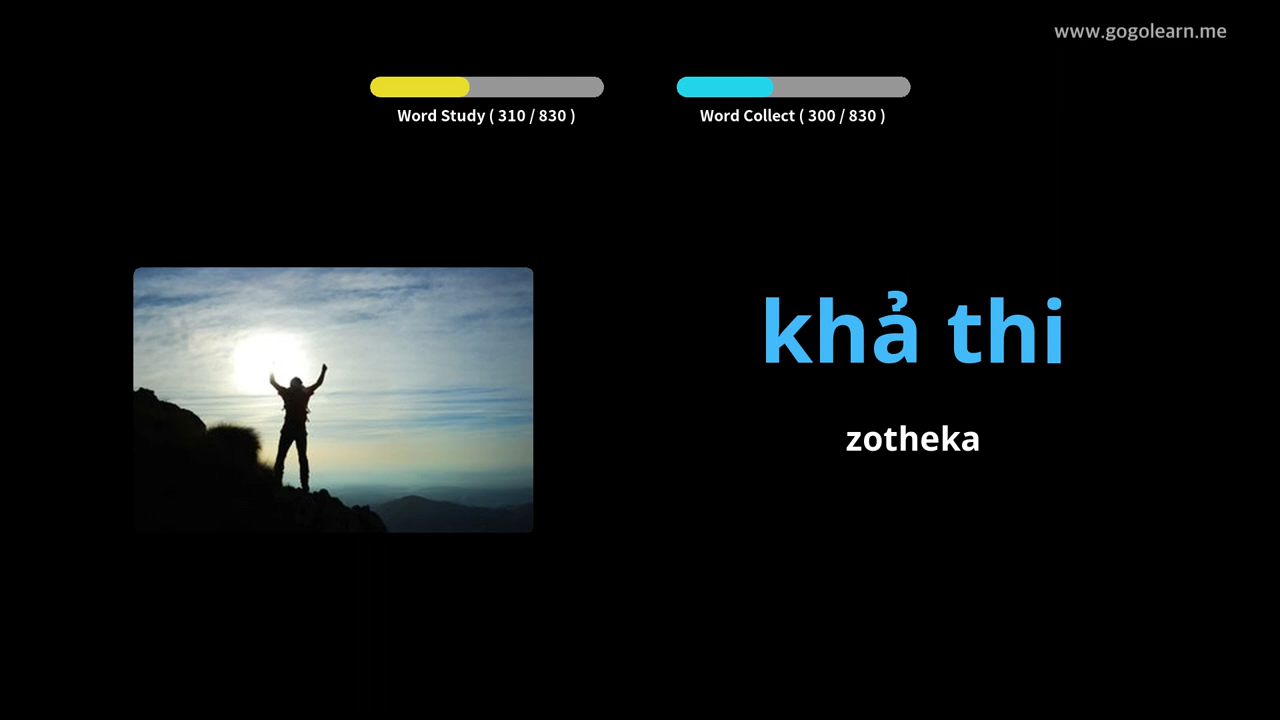 www.gogolearn.me
Word Study ( 310 / 830 )
Word Collect ( 300 / 830 )
khả thi
zotheka